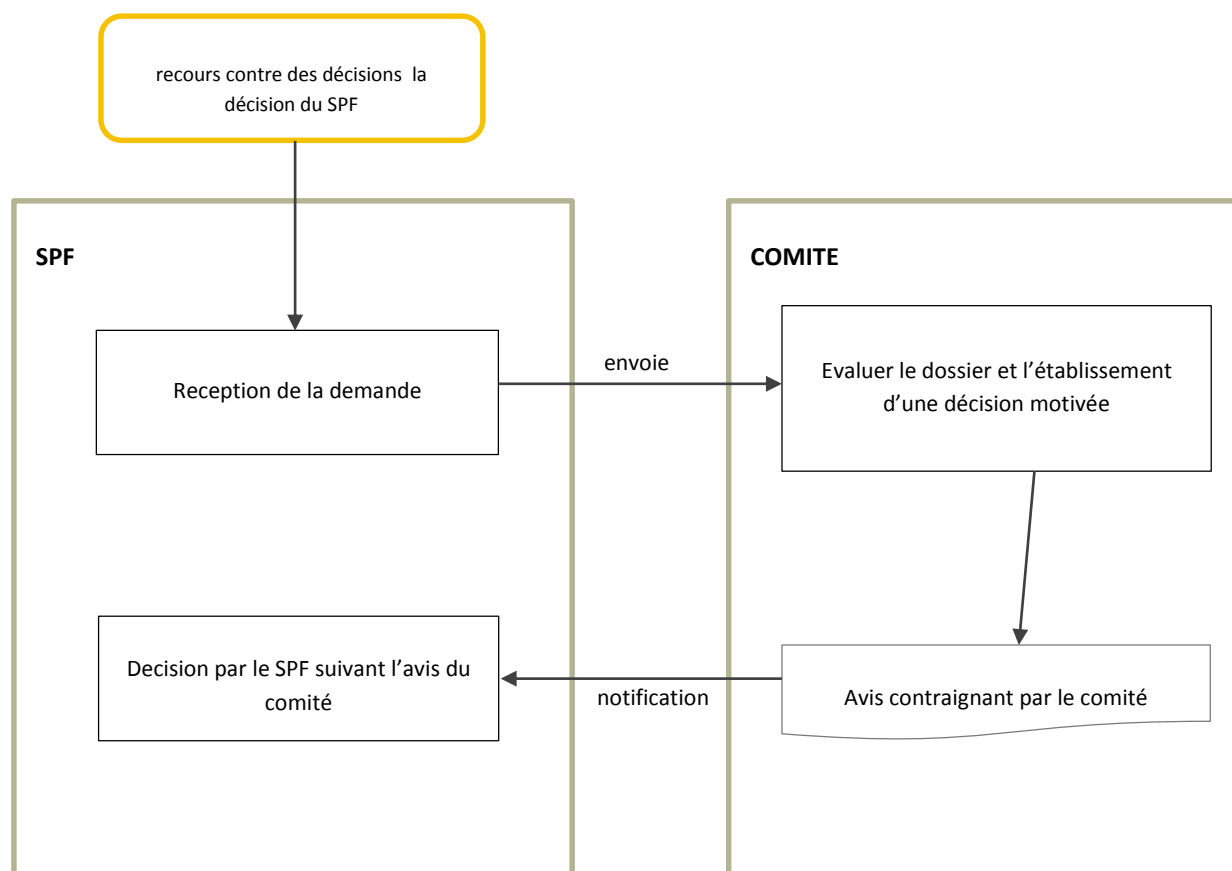 recours contre des décisions  la
décision du SPF
SPF
COMITE
Reception de la demande
envoie
Evaluer le dossier et l’établissement
d’une décision motivée
Decision par le SPF suivant l’avis du
comité
notification
Avis contraignant par le comité